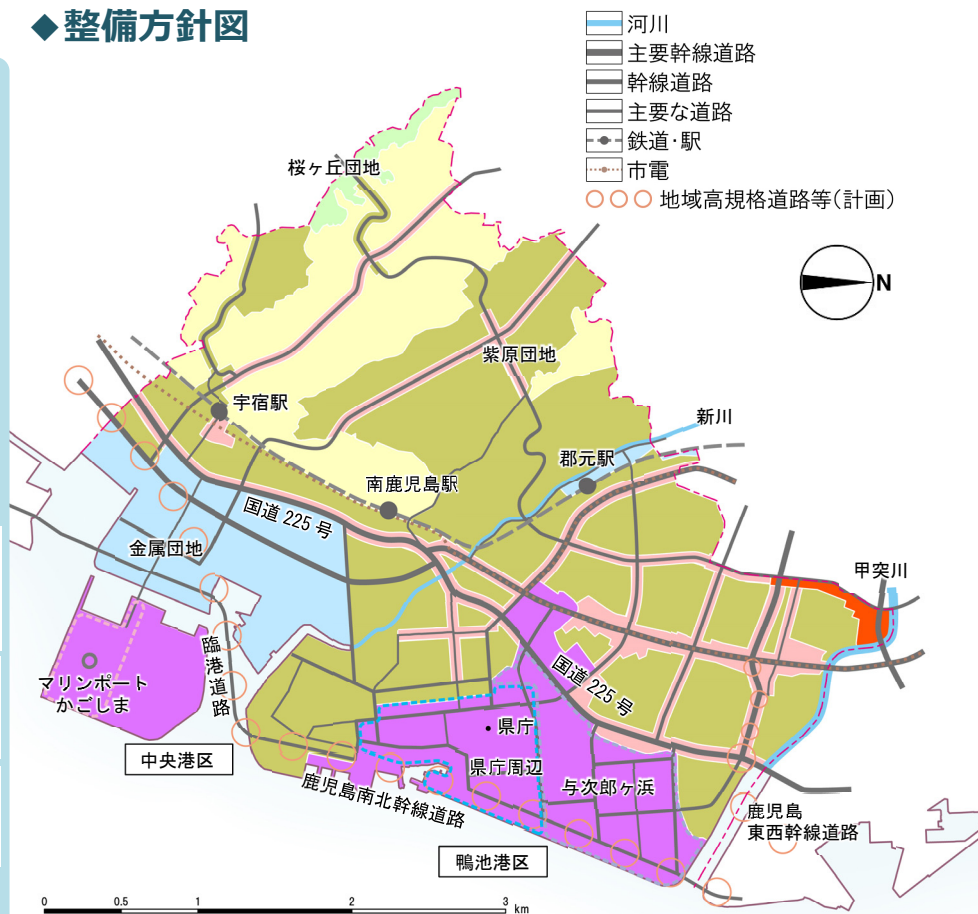 ◆整備方針図
河川
主要幹線道路
幹線道路
主要な道路
鉄道・駅
市電
地域高規格道路等(計画)
N
桜ヶ丘団地
紫原団地
宇宿駅
新川
郡元駅
南鹿児島駅
国道225号
金属団地
甲突川
臨港道路
マリンポート
かごしま
国道225号
県庁
中央港区
県庁周辺
与次郎ヶ浜
鹿児島南北幹線道路
鹿児島
東西幹線道路
鴨池港区
0 0.5 1 2 3 km